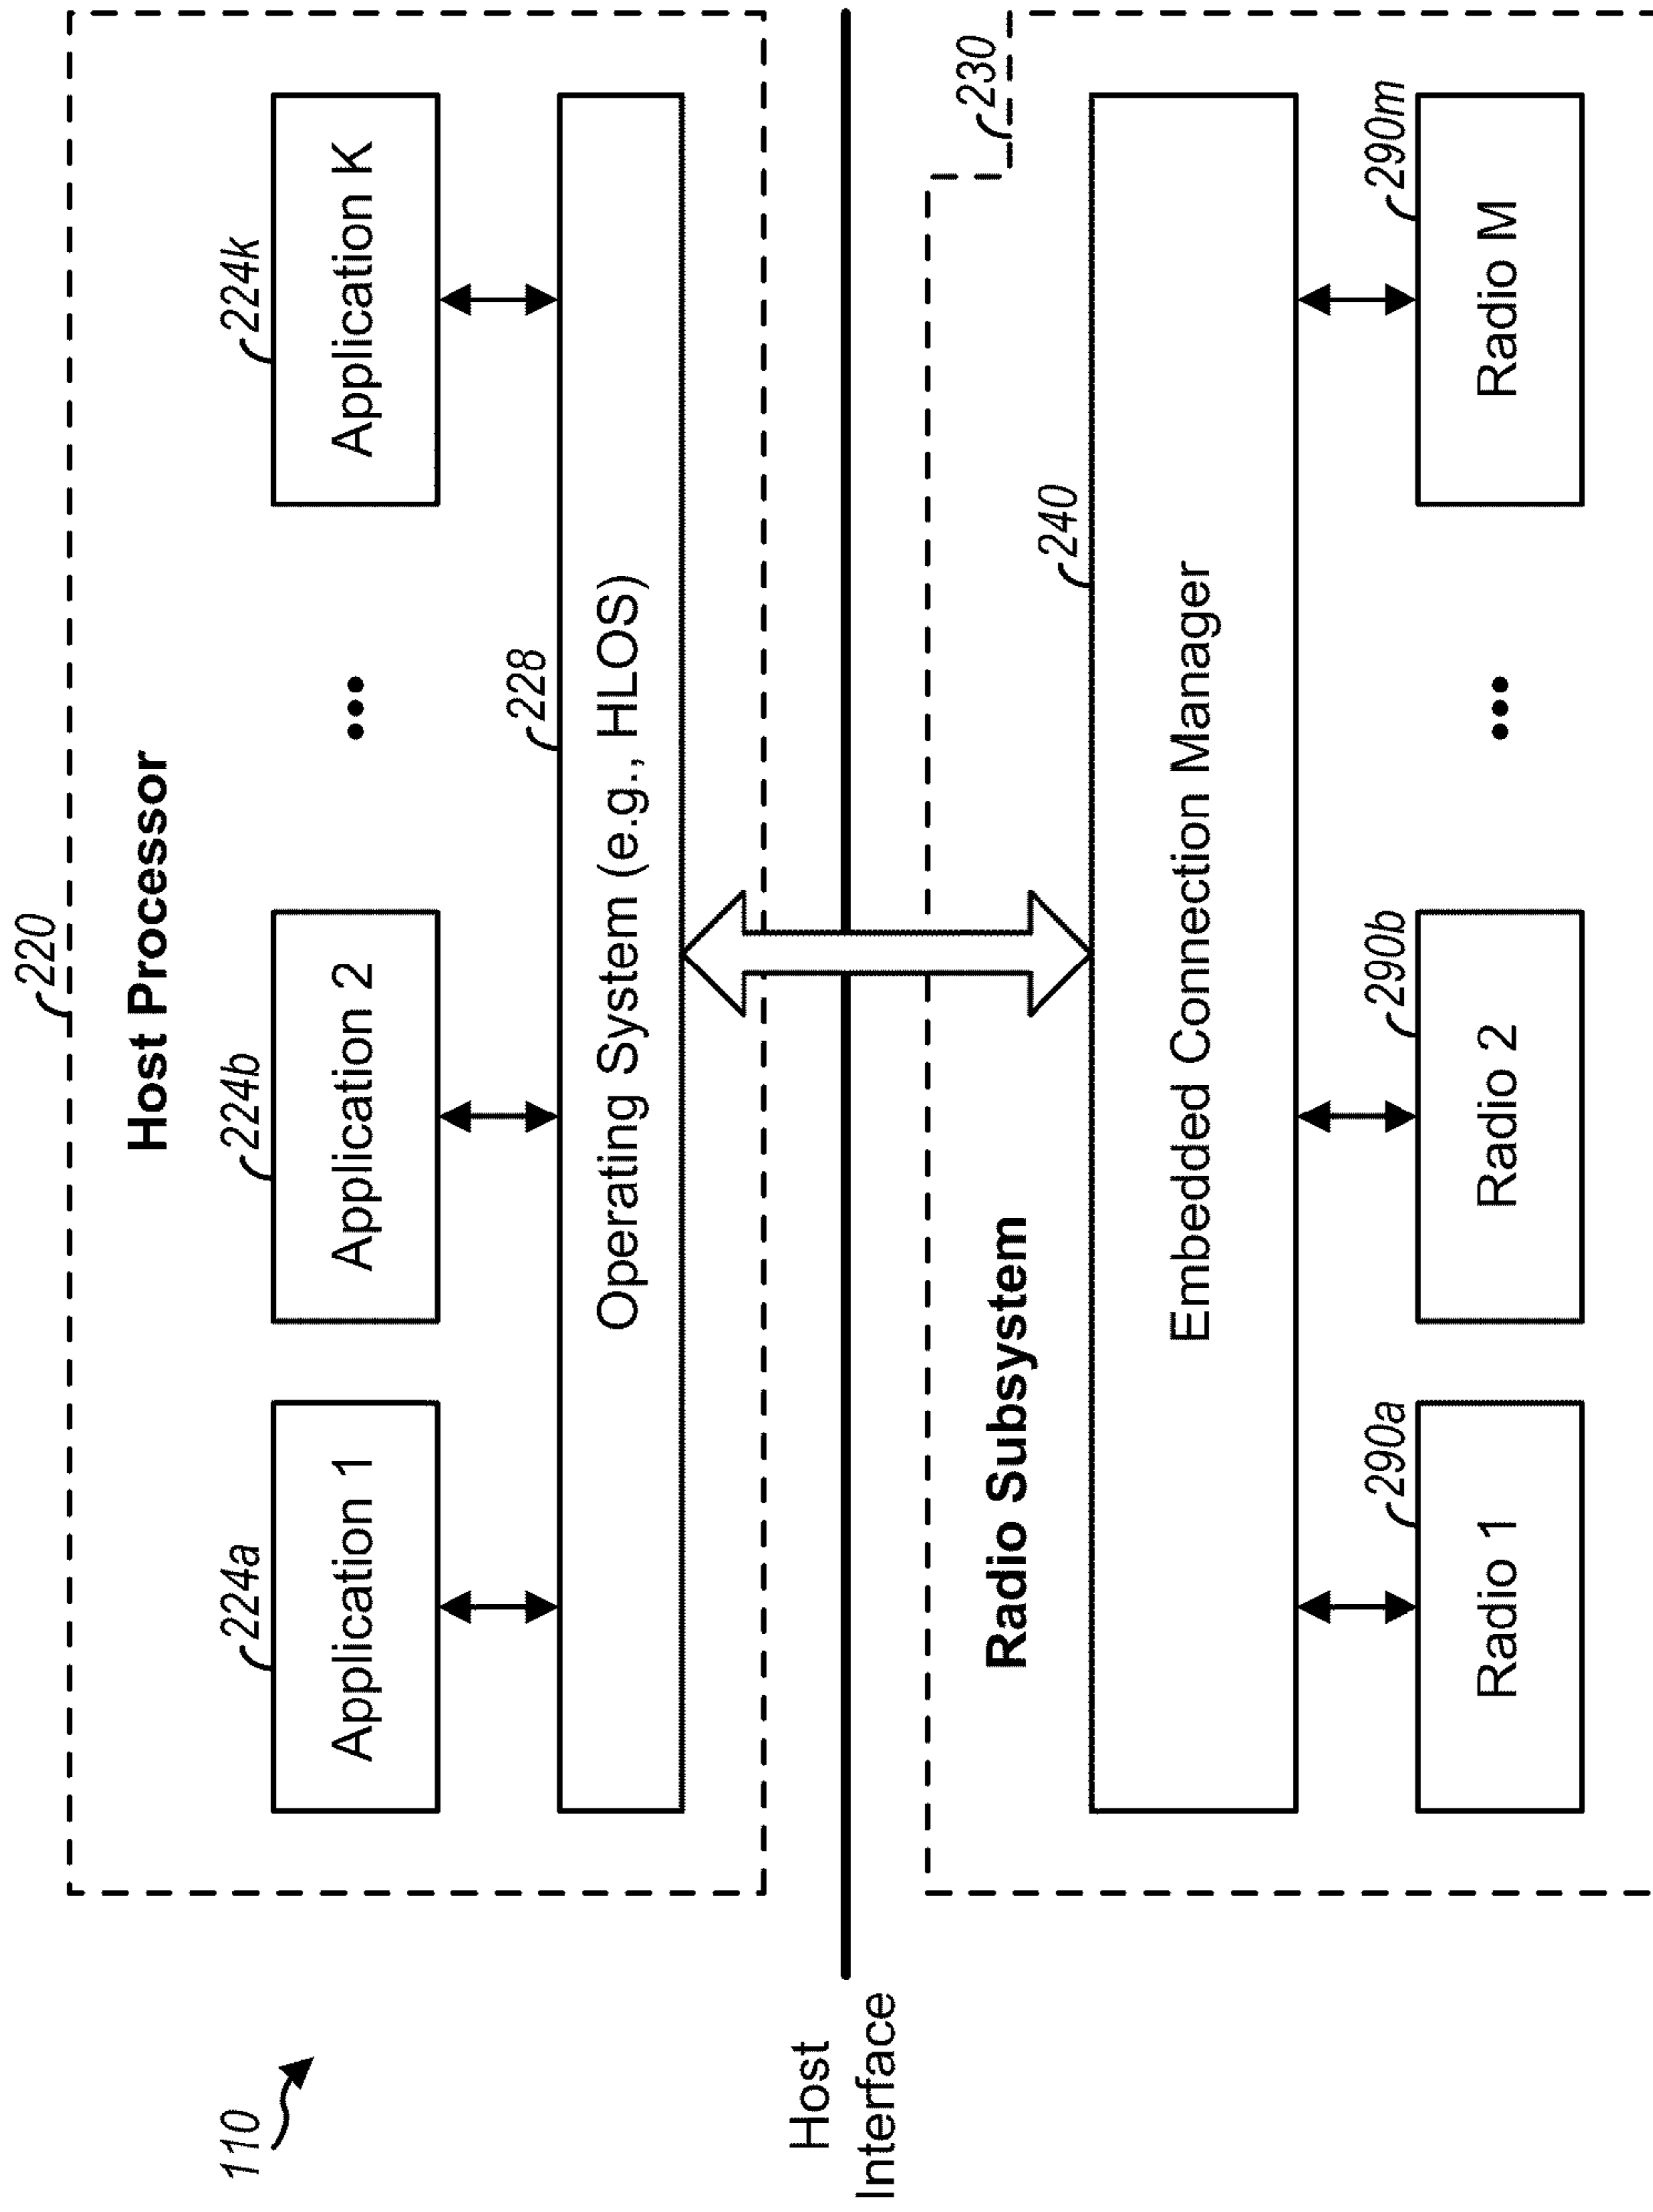 110
220
Host Processor
224a
224b
224k
Application 1
Application 2
...
Application K
228
Operating System (e.g., HLOS)
Host
Interface
230
Radio Subsystem
240
Embedded Connection Manager
290a
290b
290m
Radio 1
Radio 2
...
Radio M